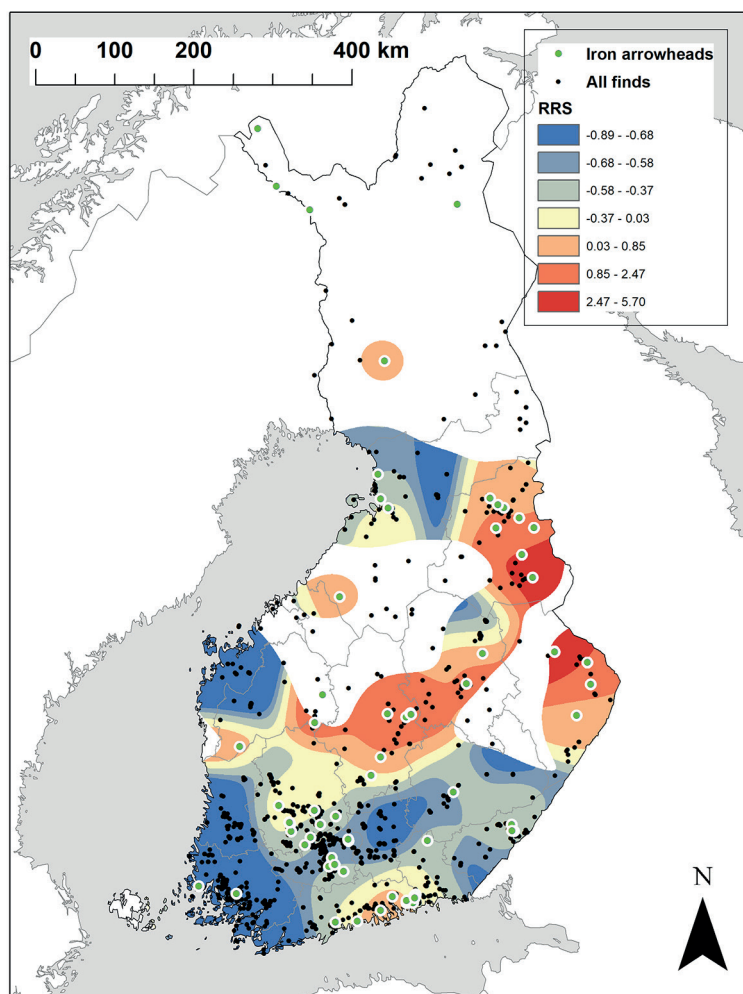 0 100 200 400 km
Iron arrowheads
All finds
RRS
-0.89 - -0.68
-0.68 - -0.58
-0.58 - -0.37
-0.37 - 0.03
0.03 - 0.85
0.85 - 2.47
2.47 - 5.70
N